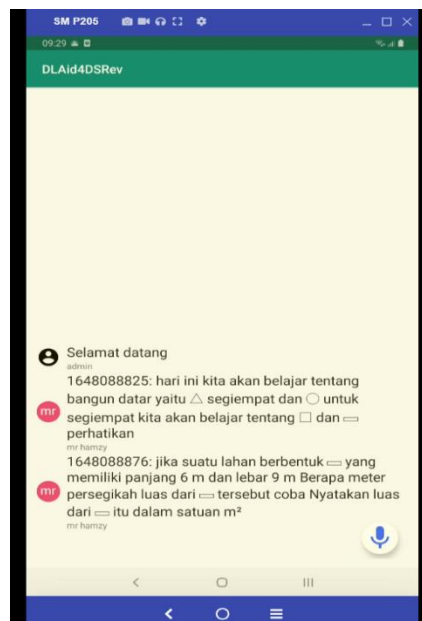 SM P205
09:29
DLAid4DSRev
Selamat datang
admin
1648088825: hari ini kita akan belajar tentang
bangun datar yaitu △ segiempat dan ○ untuk
segiempat kita akan belajar tentang □ dan ▭
perhatikan
mr hamzy
1648088876: jika suatu lahan berbentuk ▭ yang
memiliki panjang 6 m dan lebar 9 m Berapa meter
persegikah luas dari ▭ tersebut coba Nyatakan luas
dari ▭ itu dalam satuan m²
mr hamzy
mr
mr